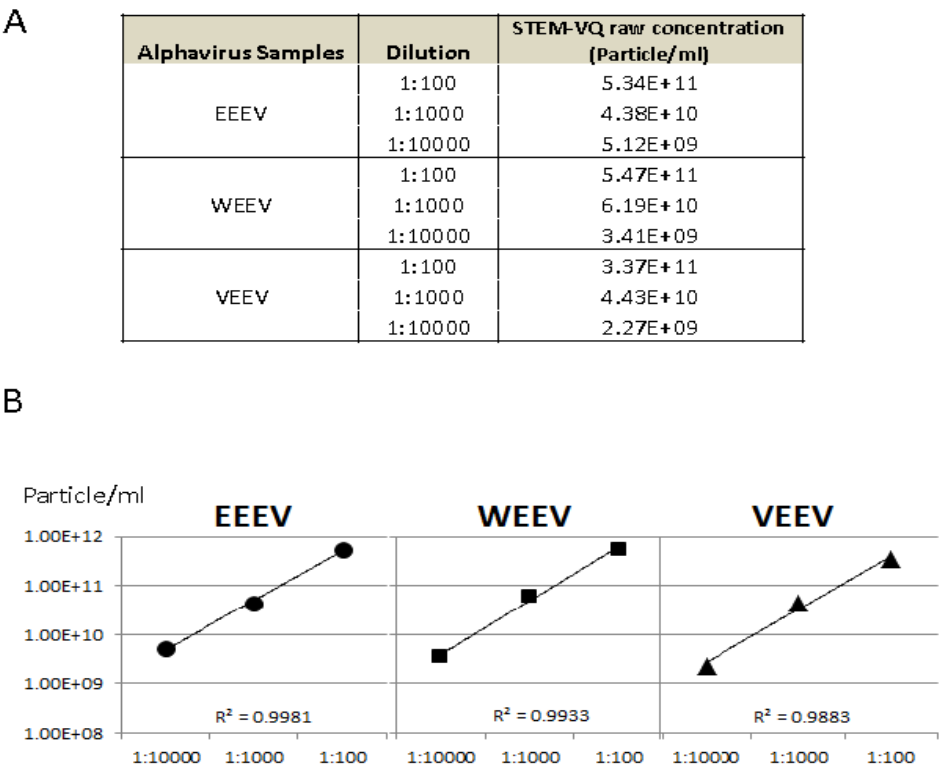 A
Alphavirus Samples Dilution STEM-VQ raw concentration (Particle/ml)
EEEV
1:100 5.34E+11
1:1000 4.38E+10
1:10000 5.12E+09
WEEV
1:100 5.47E+11
1:1000 6.19E+10
1:10000 3.41E+09
VEEV
1:100 3.37E+11
1:1000 4.43E+10
1:10000 2.27E+09
B
Particle/ml
EEEV WEEV VEEV
1.00E+12
1.00E+11
1.00E+10
1.00E+09
1.00E+08
R² = 0.9981 R² = 0.9933 R² = 0.9883
1:10000 1:1000 1:100 1:10000 1:1000 1:100 1:10000 1:1000 1:100